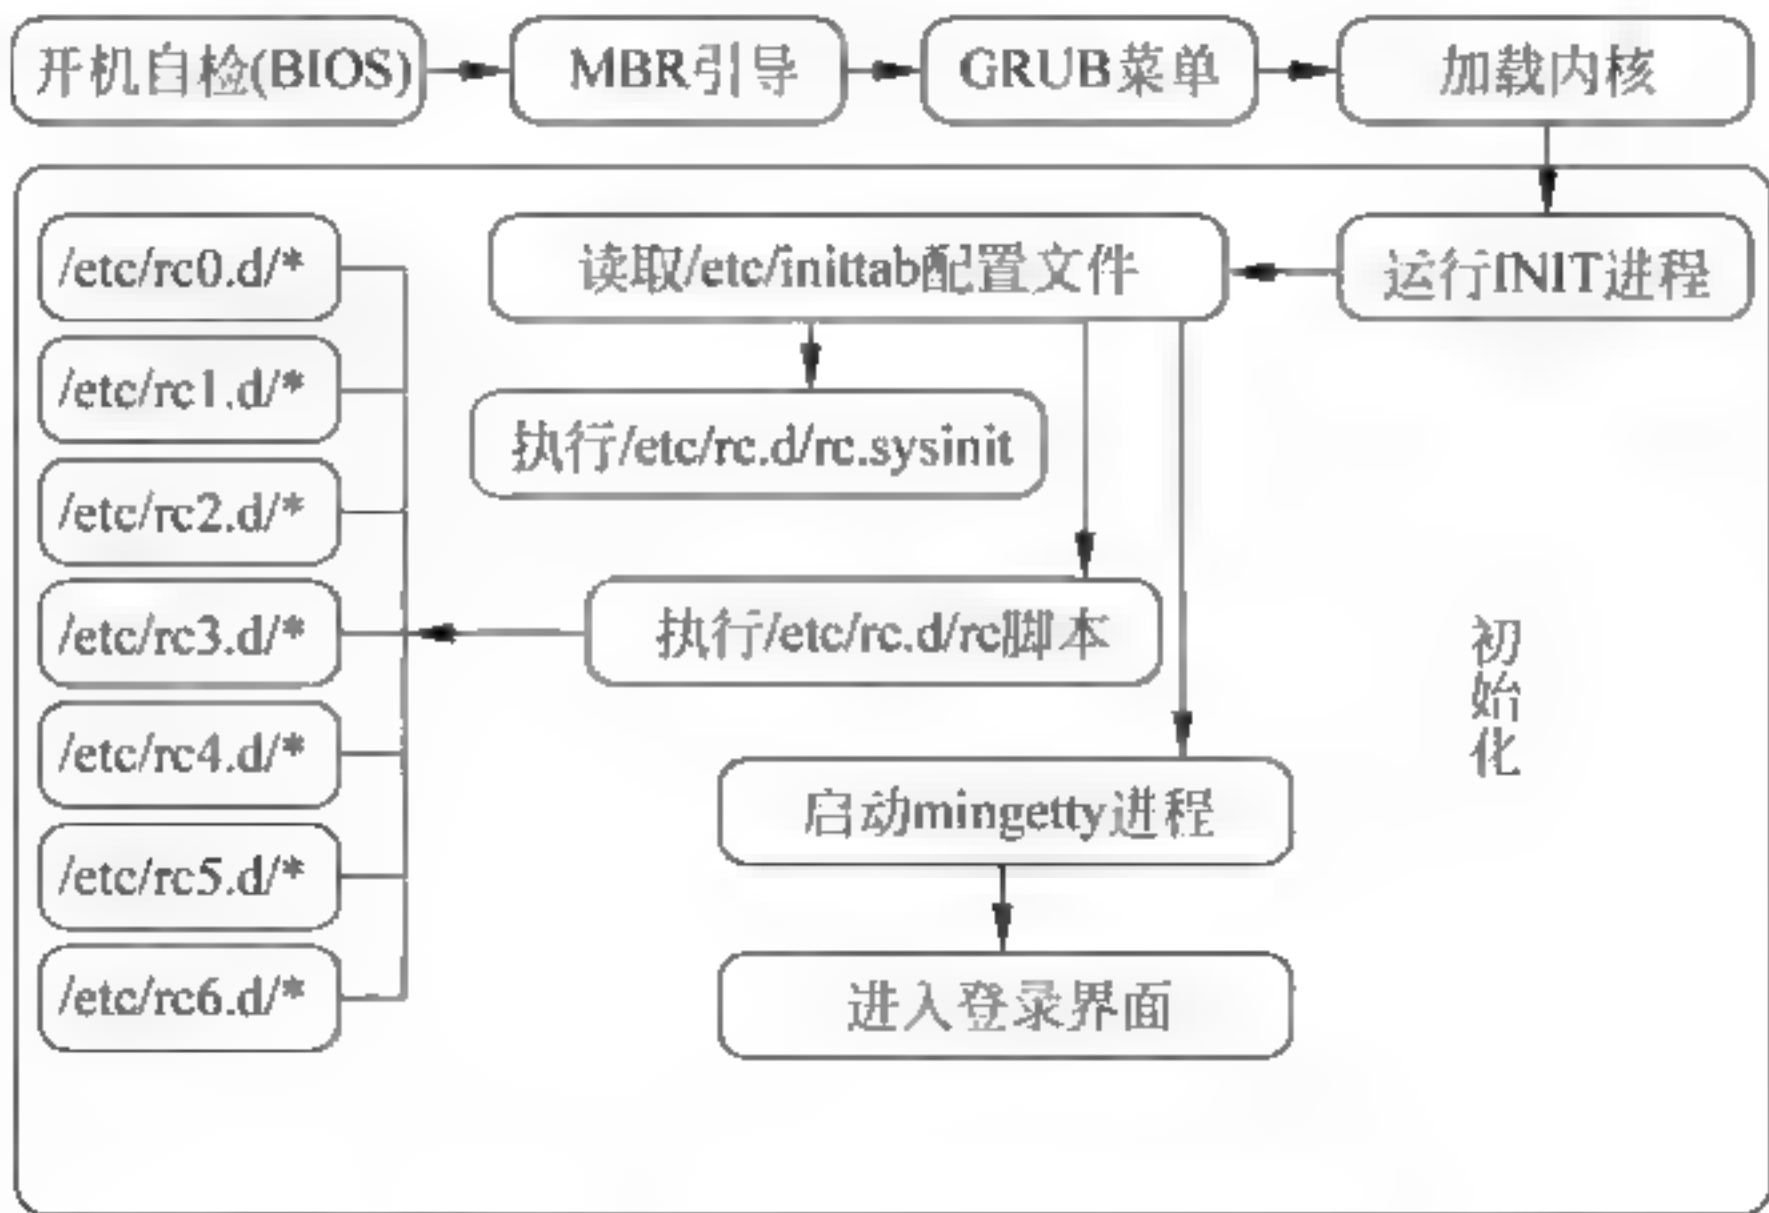 开机自检(BIOS)
MBR引导
GRUB菜单
加载内核
运行INIT进程
读取/etc/inittab配置文件
执行/etc/rc.d/rc.sysinit
执行/etc/rc.d/rc脚本
/etc/rc0.d/*
/etc/rc1.d/*
/etc/rc2.d/*
/etc/rc3.d/*
/etc/rc4.d/*
/etc/rc5.d/*
/etc/rc6.d/*
启动mingetty进程
进入登录界面
初始化